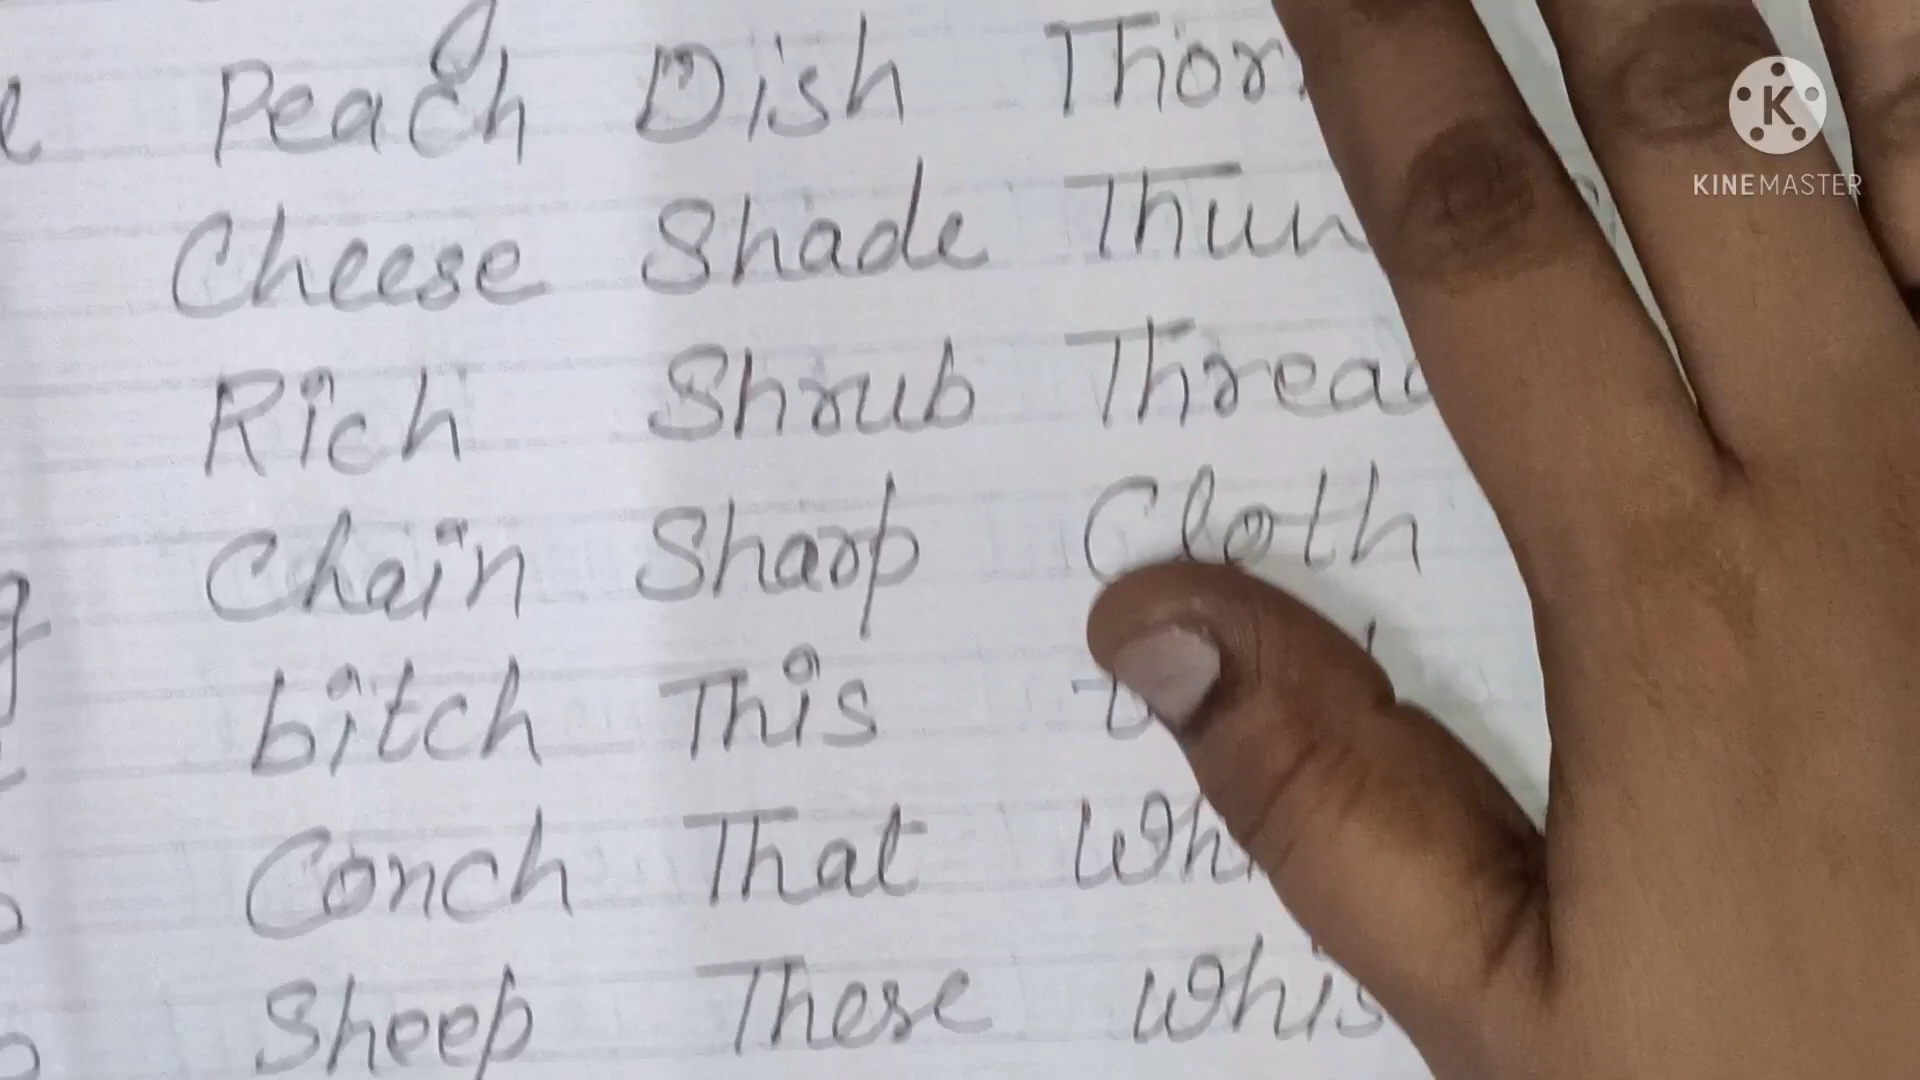 Peach Dish
Cheese Shade
Rich Shrub
Chain Sharp Cloth
bitch This
Conch That
Sheep These
KINEMASTER